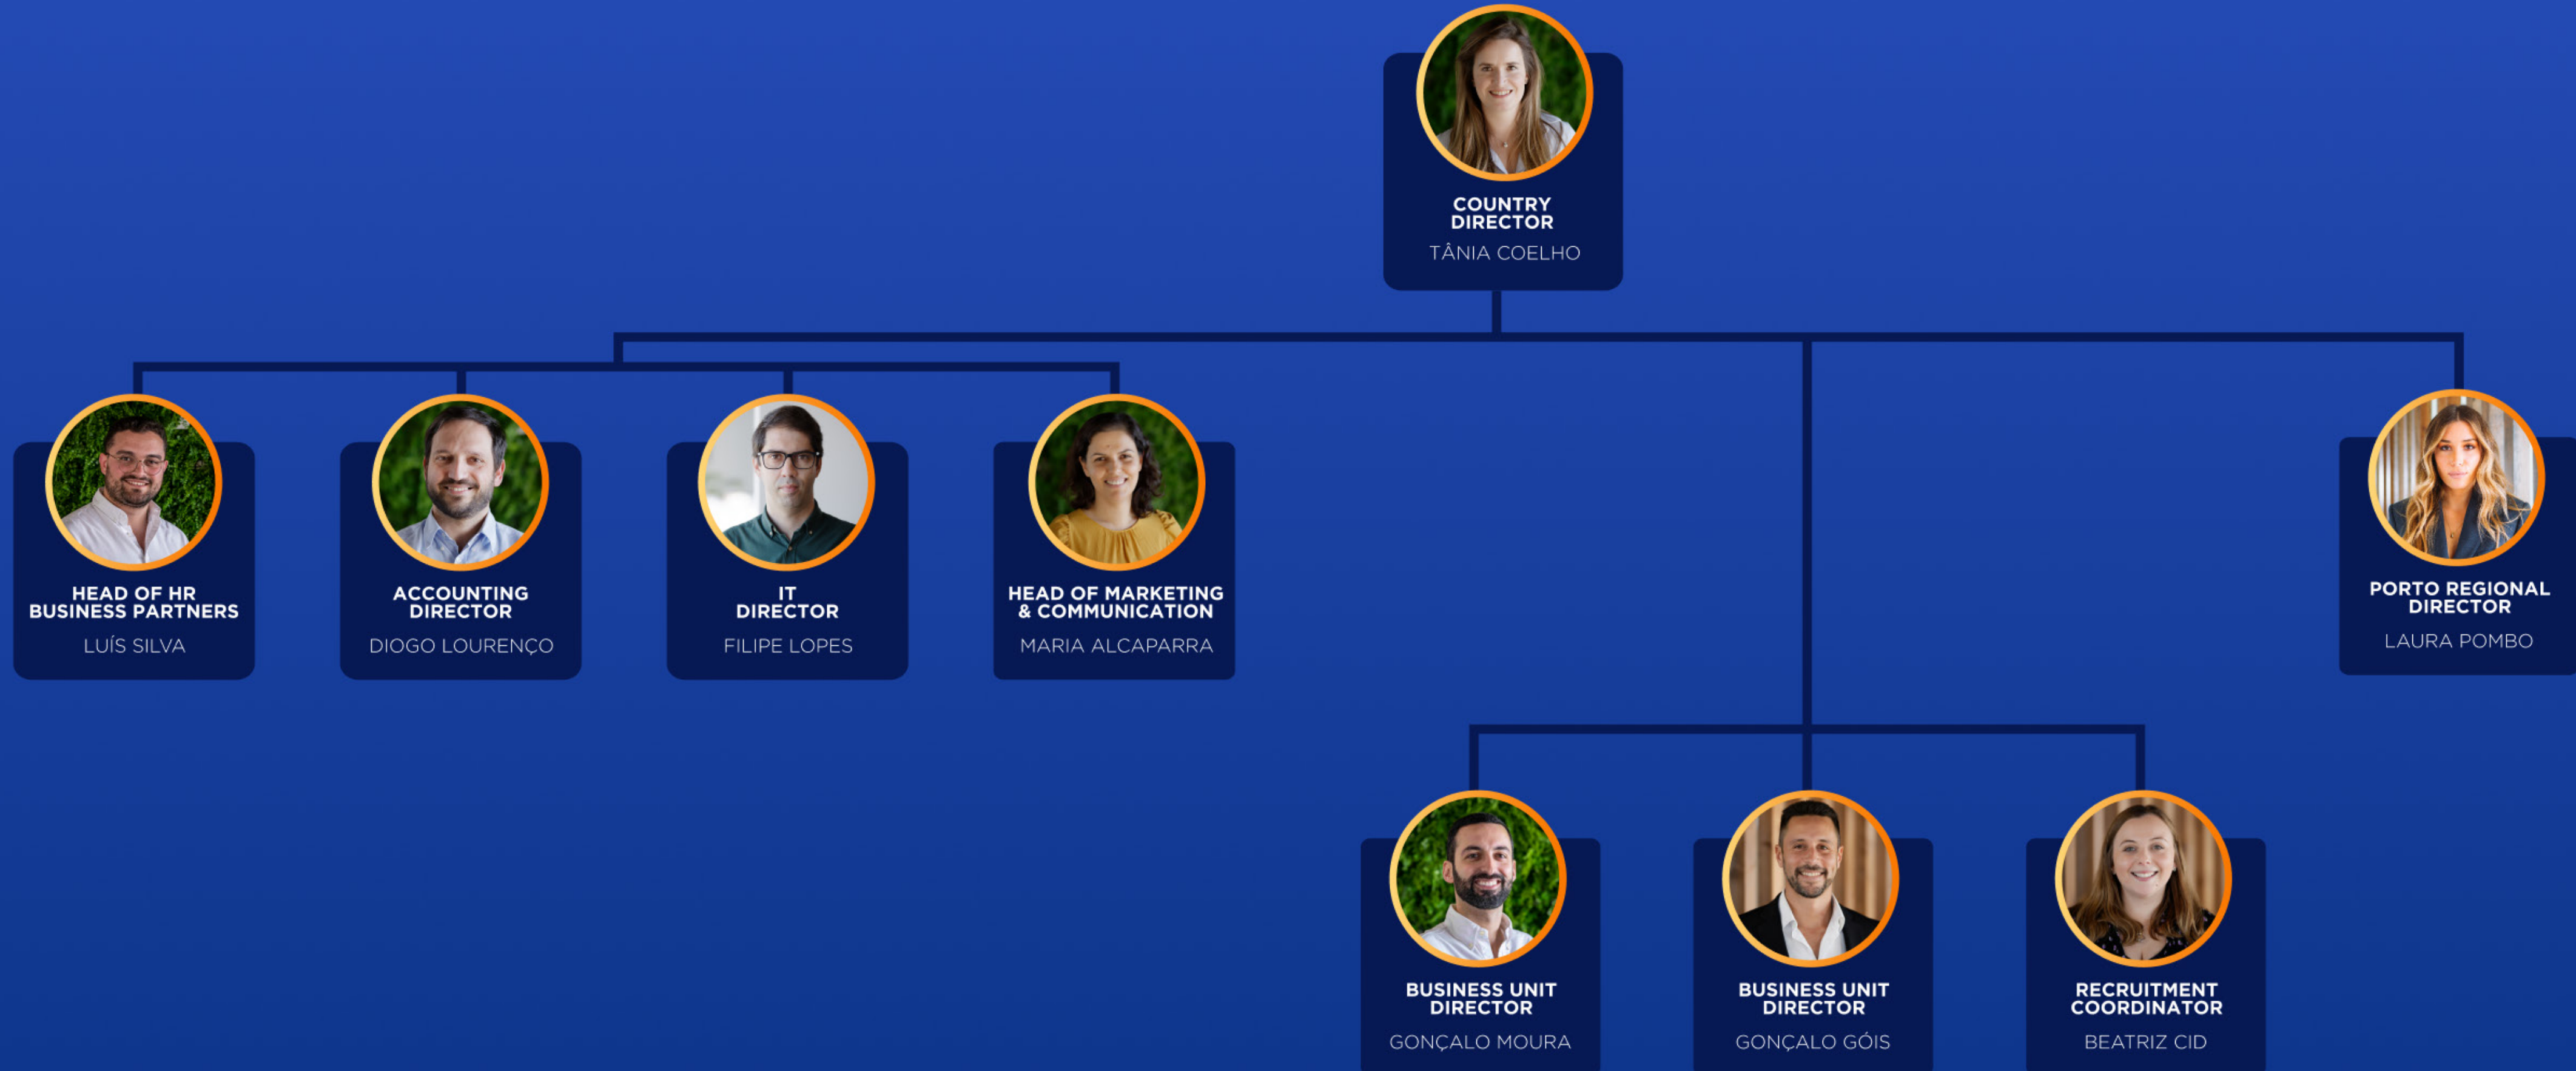 COUNTRY
DIRECTOR
TÂNIA COELHO
HEAD OF HR
BUSINESS PARTNERS
LUÍS SILVA
ACCOUNTING
DIRECTOR
DIOGO LOURENÇO
IT
DIRECTOR
FILIPE LOPES
HEAD OF MARKETING
& COMMUNICATION
MARIA ALCAPARRA
PORTO REGIONAL
DIRECTOR
LAURA POMBO
BUSINESS UNIT
DIRECTOR
GONÇALO MOURA
BUSINESS UNIT
DIRECTOR
GONÇALO GÓIS
RECRUITMENT
COORDINATOR
BEATRIZ CID